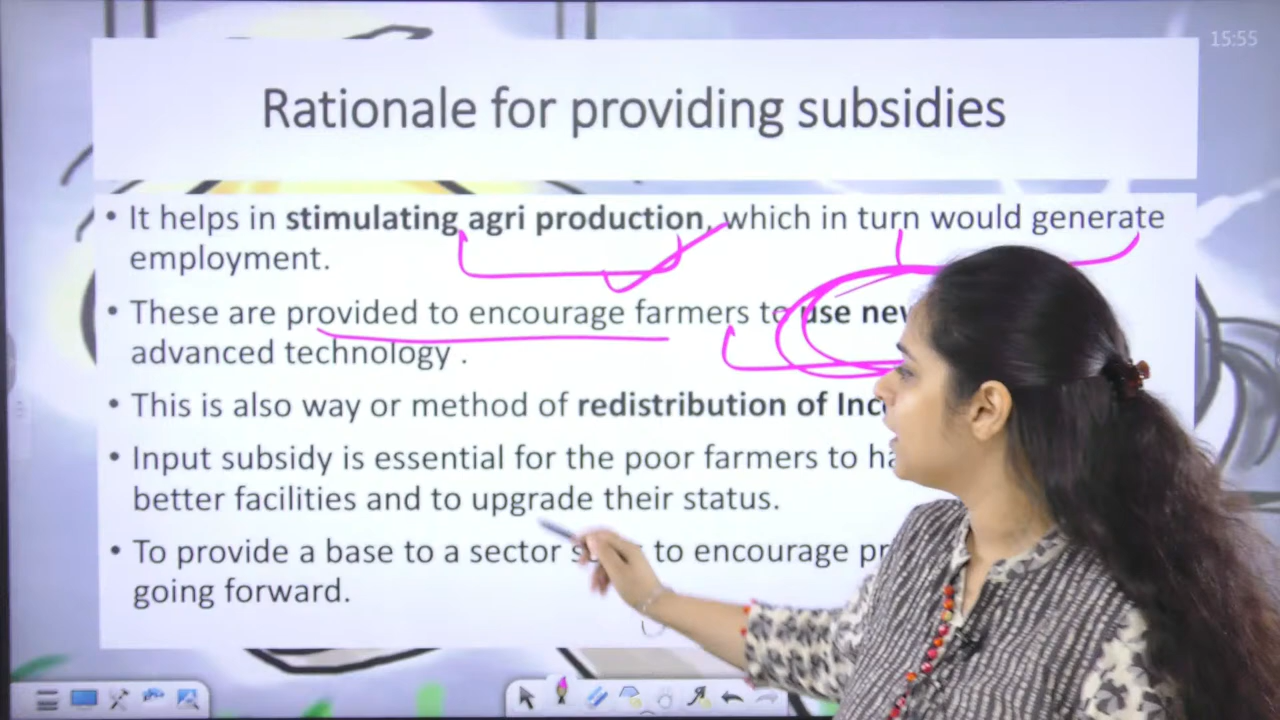 15:55
Rationale for providing subsidies
• It helps in stimulating agri production, which in turn would generate
employment.
• These are provided to encourage farmers to use
advanced technology .
• This is also way or method of redistribution of
• Input subsidy is essential for the poor farmers to
better facilities and to upgrade their status.
• To provide a base to a sector to encourage
going forward.